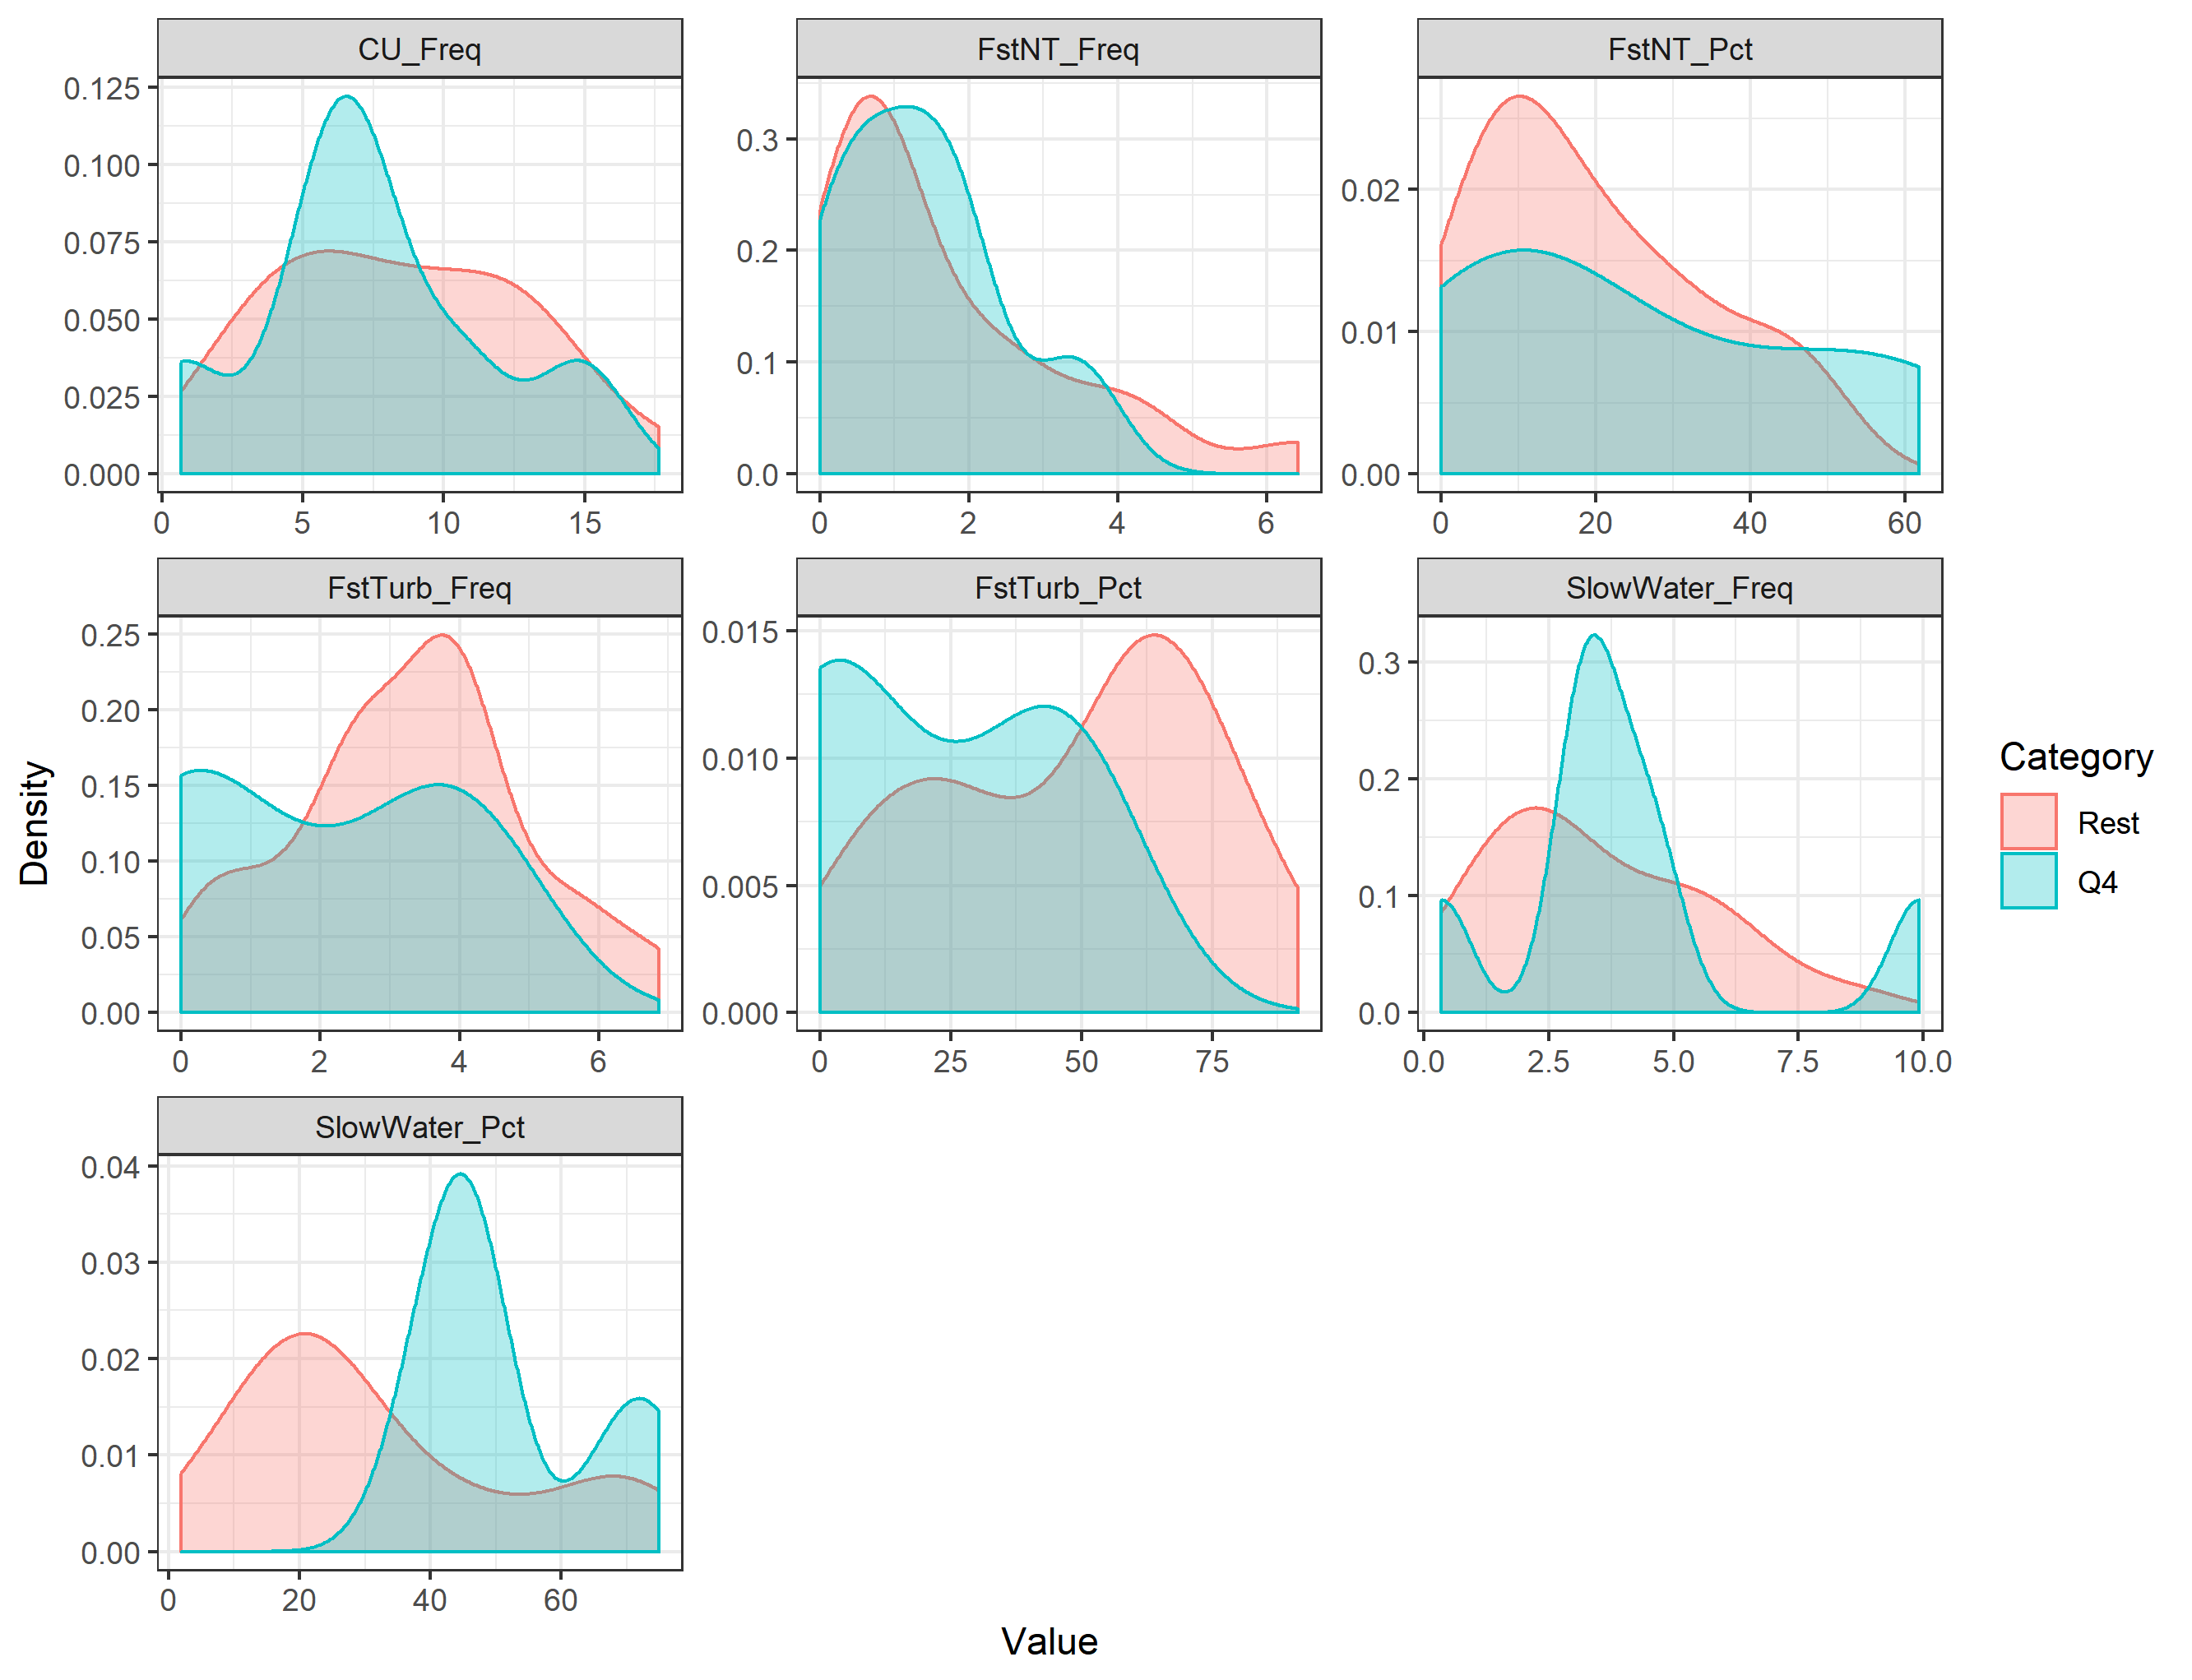 CU_Freq
FstNT_Freq
FstNT_Pct
0.125
0.100
0.075
0.050
0.025
0.000
0 5 10 15
0.3
0.2
0.1
0.0
0 2 4 6
0.02
0.01
0.00
0 20 40 60
FstTurb_Freq
FstTurb_Pct
SlowWater_Freq
0.25
0.20
0.15
0.10
0.05
0.00
0 2 4 6
0.015
0.010
0.005
0.000
0 25 50 75
0.3
0.2
0.1
0.0
0.0 2.5 5.0 7.5 10.0
SlowWater_Pct
0.04
0.03
0.02
0.01
0.00
0 20 40 60
Density
Value
Category
Rest
Q4